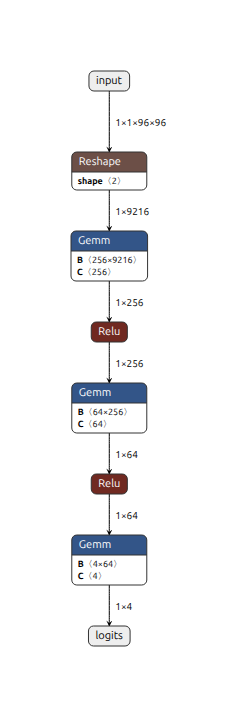 input
1×1×96×96
Reshape
shape ⟨2⟩
1×9216
Gemm
B ⟨256×9216⟩
C ⟨256⟩
1×256
Relu
1×256
Gemm
B ⟨64×256⟩
C ⟨64⟩
1×64
Relu
1×64
Gemm
B ⟨4×64⟩
C ⟨4⟩
1×4
logits